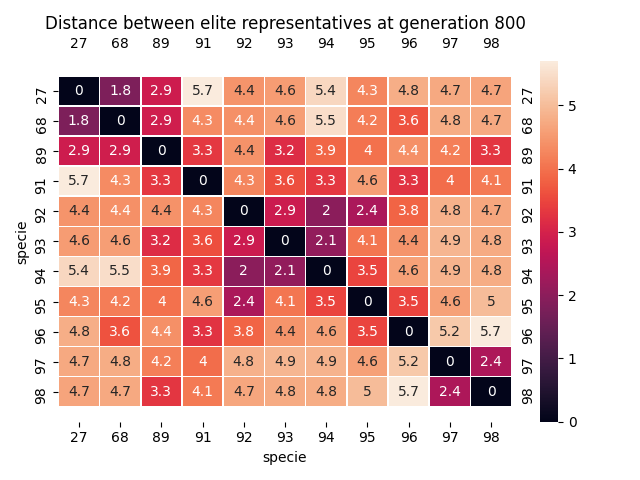 Distance between elite representatives at generation 800
27 68 89 91 92 93 94 95 96 97 98
27 0 1.8 2.9 5.7 4.4 4.6 5.4 4.3 4.8 4.7 4.7 27
68 1.8 0 2.9 4.3 4.4 4.6 5.5 4.2 3.6 4.8 4.7 68
89 2.9 2.9 0 3.3 4.4 3.2 3.9 4 4.4 4.2 3.3 89
91 5.7 4.3 3.3 0 4.3 3.6 3.3 4.6 3.3 4 4.1 91
92 4.4 4.4 4.4 4.3 0 2.9 2 2.4 3.8 4.8 4.7 92
93 4.6 4.6 3.2 3.6 2.9 0 2.1 4.1 4.4 4.9 4.8 93
94 5.4 5.5 3.9 3.3 2 2.1 0 3.5 4.6 4.9 4.8 94
95 4.3 4.2 4 4.6 2.4 4.1 3.5 0 3.5 4.6 5 95
96 4.8 3.6 4.4 3.3 3.8 4.4 4.6 3.5 0 5.2 5.7 96
97 4.7 4.8 4.2 4 4.8 4.9 4.9 4.6 5.2 0 2.4 97
98 4.7 4.7 3.3 4.1 4.7 4.8 4.8 5 5.7 2.4 0 98
27 68 89 91 92 93 94 95 96 97 98
specie
specie
5
4
3
2
1
0